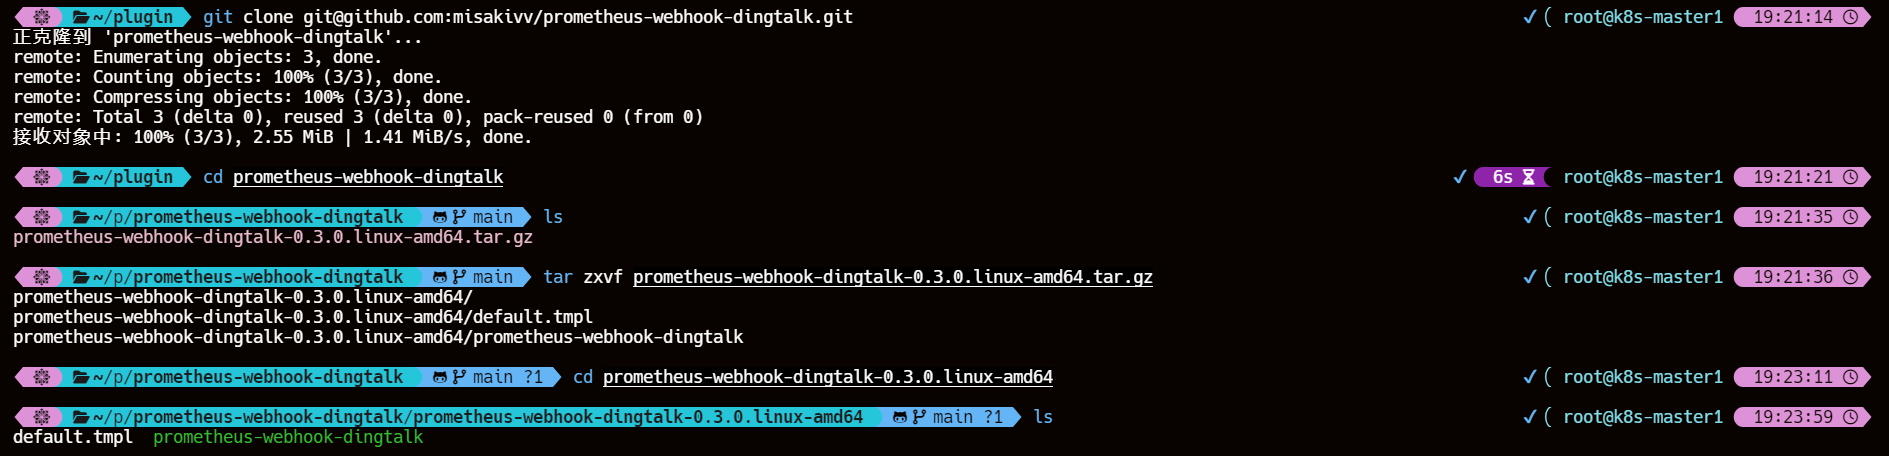 ~/plugin git clone git@github.com:misakivv/prometheus-webhook-dingtalk.git ✓ ( root@k8s-master1 19:21:14
正克隆到 'prometheus-webhook-dingtalk'...
remote: Enumerating objects: 3, done.
remote: Counting objects: 100% (3/3), done.
remote: Compressing objects: 100% (3/3), done.
remote: Total 3 (delta 0), reused 3 (delta 0), pack-reused 0 (from 0)
接收对象中: 100% (3/3), 2.55 MiB | 1.41 MiB/s, done.
~/plugin cd prometheus-webhook-dingtalk ✓ 6s root@k8s-master1 19:21:21
~/p/prometheus-webhook-dingtalk main ls ✓ ( root@k8s-master1 19:21:35
prometheus-webhook-dingtalk-0.3.0.linux-amd64.tar.gz
~/p/prometheus-webhook-dingtalk main tar zxvf prometheus-webhook-dingtalk-0.3.0.linux-amd64.tar.gz ✓ ( root@k8s-master1 19:21:36
prometheus-webhook-dingtalk-0.3.0.linux-amd64/
prometheus-webhook-dingtalk-0.3.0.linux-amd64/default.tmpl
prometheus-webhook-dingtalk-0.3.0.linux-amd64/prometheus-webhook-dingtalk
~/p/prometheus-webhook-dingtalk main ?1 cd prometheus-webhook-dingtalk-0.3.0.linux-amd64 ✓ ( root@k8s-master1 19:23:11
~/p/prometheus-webhook-dingtalk/prometheus-webhook-dingtalk-0.3.0.linux-amd64 main ?1 ls ✓ ( root@k8s-master1 19:23:59
default.tmpl prometheus-webhook-dingtalk